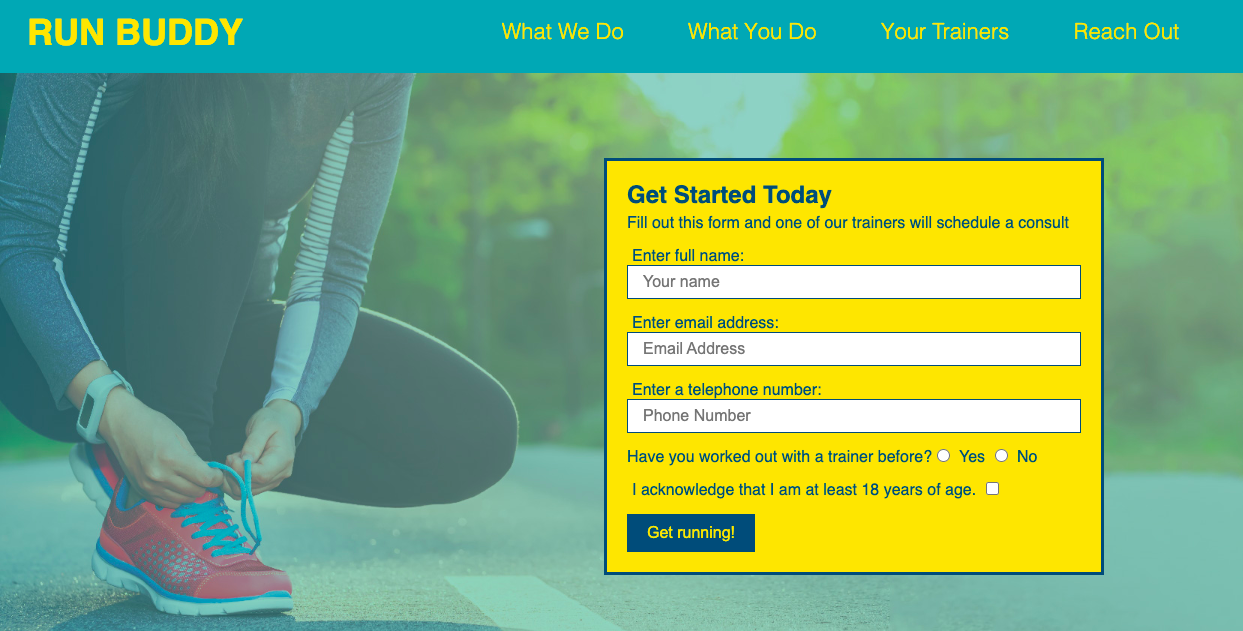 RUN BUDDY
What We Do
What You Do
Your Trainers
Reach Out
Get Started Today
Fill out this form and one of our trainers will schedule a consult
Enter full name:
Your name
Enter email address:
Email Address
Enter a telephone number:
Phone Number
Have you worked out with a trainer before? Yes No
I acknowledge that I am at least 18 years of age.
Get running!